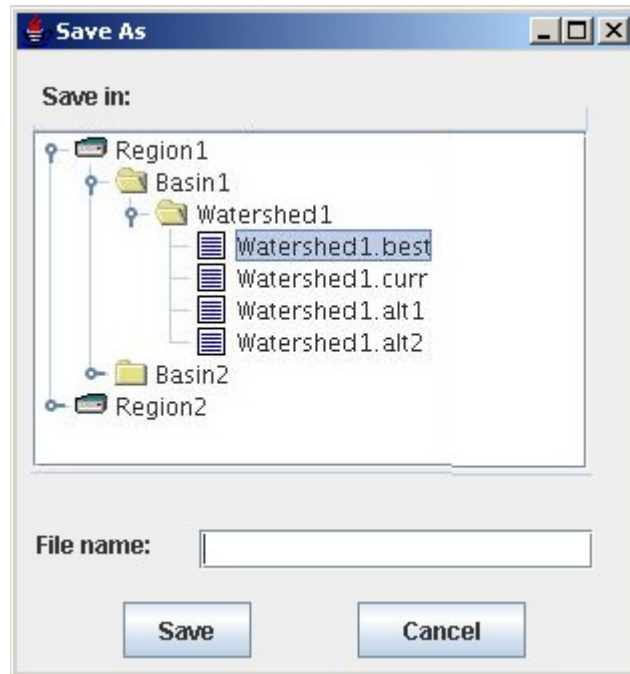 Save As
Save in:
Region1
Basin1
Watershed1
Watershed1.best
Watershed1.curr
Watershed1.alt1
Watershed1.alt2
Basin2
Region2
File name:
Save Cancel